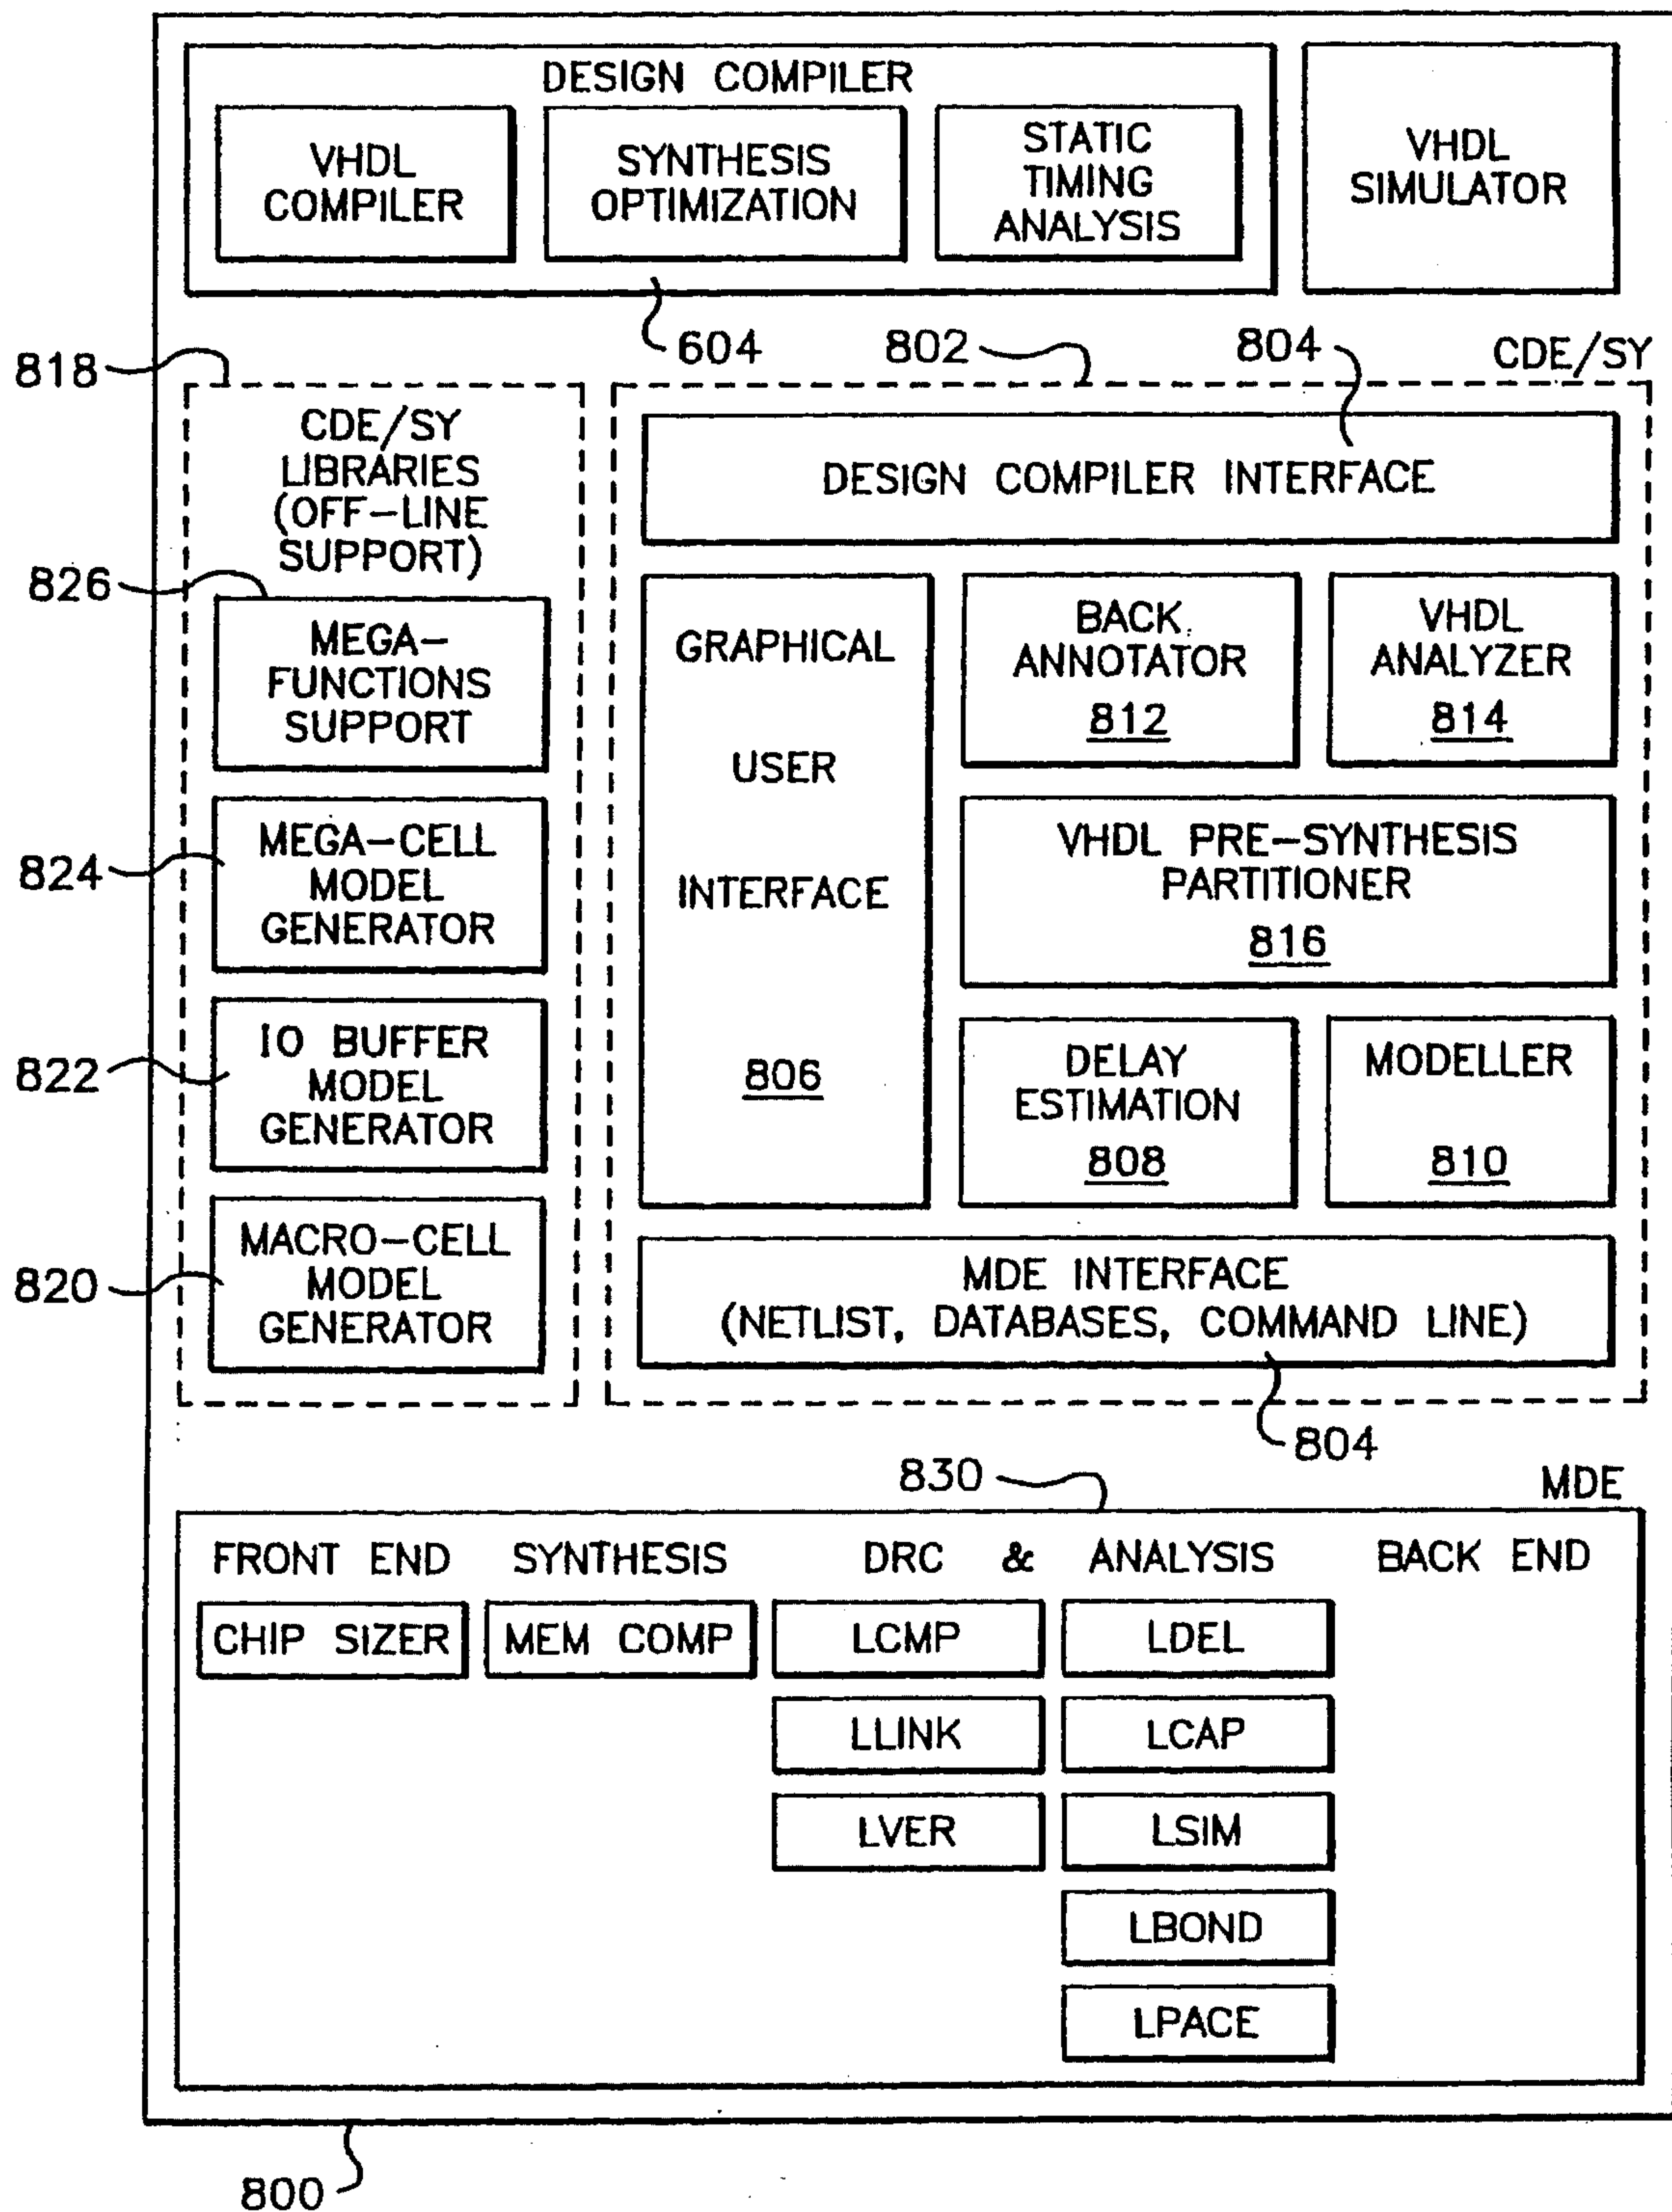 DESIGN COMPILER
VHDL
COMPILER
SYNTHESIS
OPTIMIZATION
STATIC
TIMING
ANALYSIS
VHDL
SIMULATOR
604
802
804
CDE/SY
818
CDE/SY
LIBRARIES
(OFF-LINE
SUPPORT)
826
MEGA-
FUNCTIONS
SUPPORT
824
MEGA-CELL
MODEL
GENERATOR
822
IO BUFFER
MODEL
GENERATOR
820
MACRO-CELL
MODEL
GENERATOR
DESIGN COMPILER INTERFACE
GRAPHICAL
USER
INTERFACE
806
BACK
ANNOTATOR
812
VHDL
ANALYZER
814
VHDL PRE-SYNTHESIS
PARTITIONER
816
DELAY
ESTIMATION
808
MODELLER
810
MDE INTERFACE
(NETLIST, DATABASES, COMMAND LINE)
804
830
MDE
FRONT END
SYNTHESIS
DRC & ANALYSIS
BACK END
CHIP SIZER
MEM COMP
LCMP
LDEL
LLINK
LCAP
LVER
LSIM
LBOND
LPACE
800